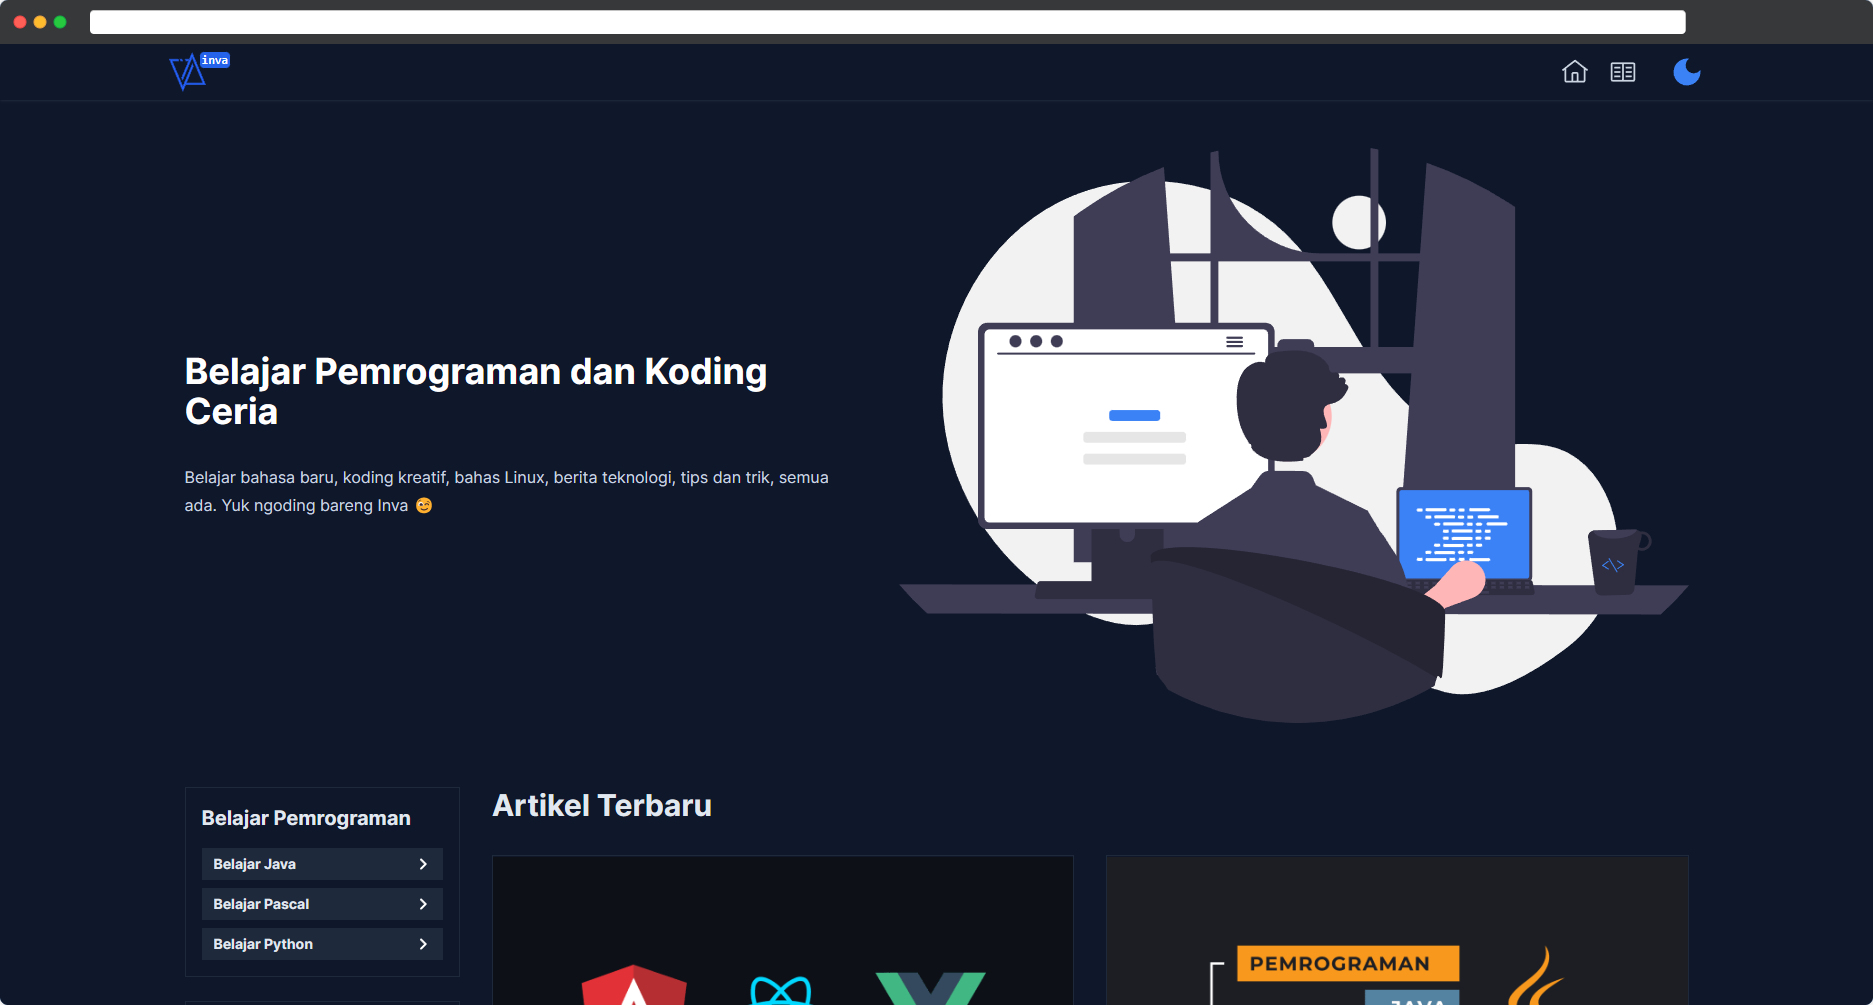 inva
Belajar Pemrograman dan Koding
Ceria
Belajar bahasa baru, koding kreatif, bahas Linux, berita teknologi, tips dan trik, semua
ada. Yuk ngoding bareng Inva 😉
<\>
Belajar Pemrograman
Belajar Java
Belajar Pascal
Belajar Python
Artikel Terbaru
PEMROGRAMAN
JAVA